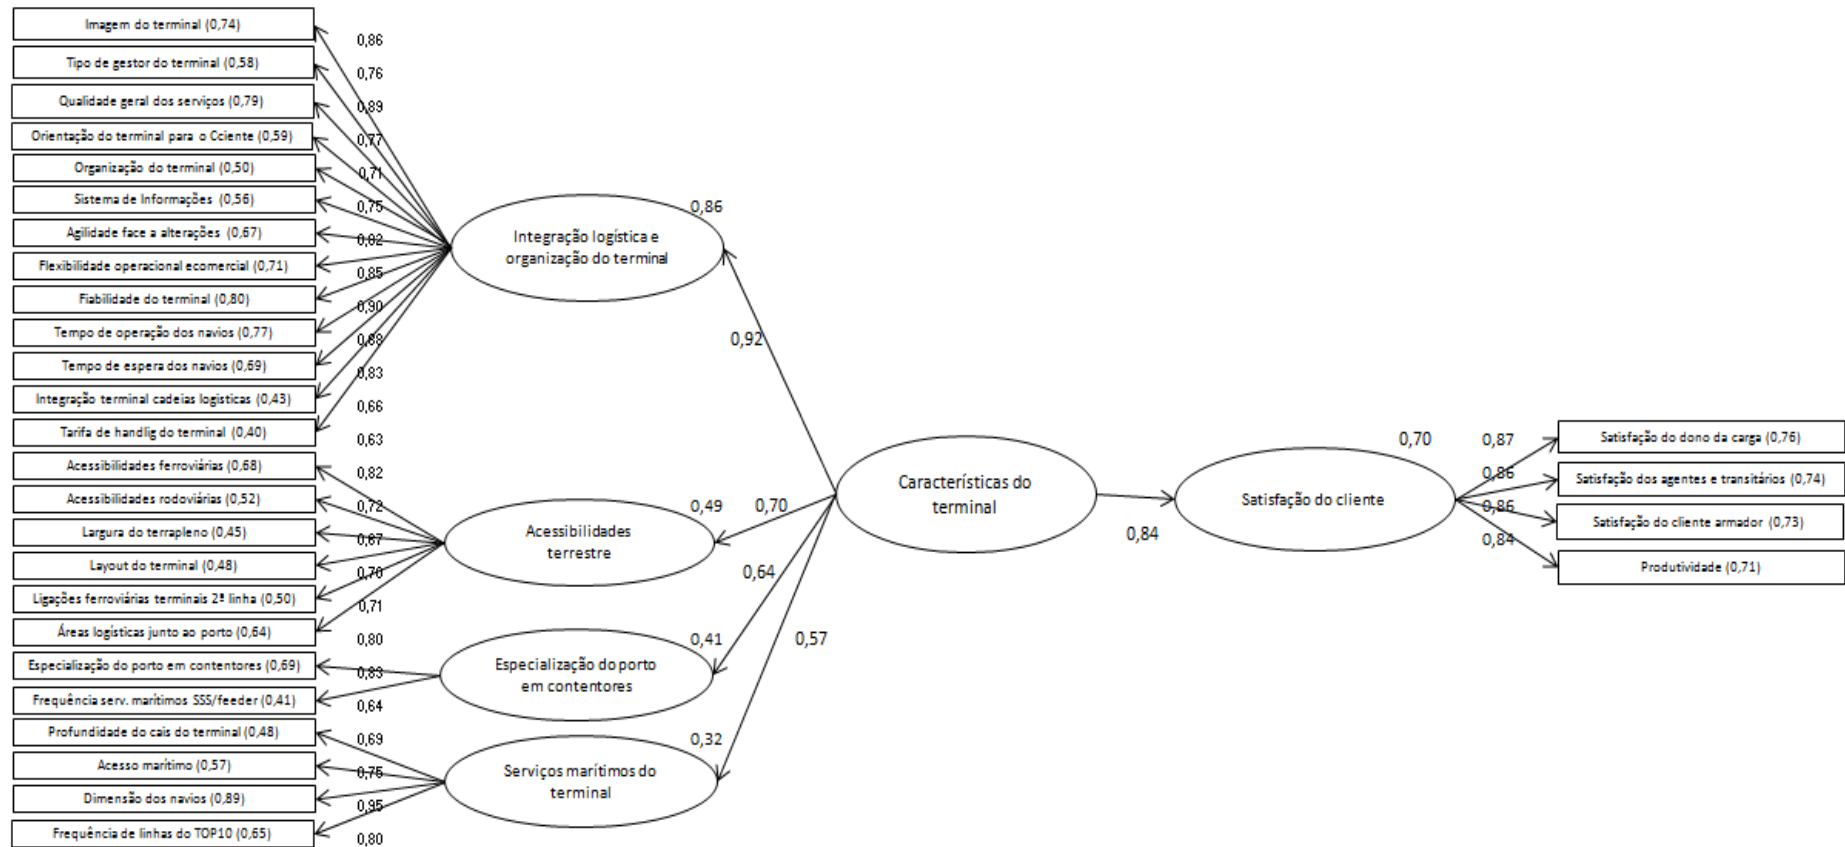 Imagem do terminal (0,74)
0,86
Tipo de gestor do terminal (0,58)
0,76
Qualidade geral dos serviços (0,79)
0,89
Orientação do terminal para o Cciente (0,59)
0,77
Organização do terminal (0,50)
0,71
Sistema de Informações (0,56)
0,75
Agilidade face a alterações (0,67)
0,82
Flexibilidade operacional ecomercial (0,71)
0,85
Fiabilidade do terminal (0,80)
0,90
Tempo de operação dos navios (0,77)
0,88
Tempo de espera dos navios (0,69)
0,83
Integração terminal cadeias logisticas (0,43)
0,66
Tarifa de handlig do terminal (0,40)
0,63
Acessibilidades ferroviárias (0,68)
0,82
Acessibilidades rodoviárias (0,52)
0,72
Largura do terrapleno (0,45)
0,67
Layout do terminal (0,48)
0,70
Ligações ferroviárias terminais 2ª linha (0,50)
0,71
Áreas logísticas junto ao porto (0,64)
0,80
Especialização do porto em contentores (0,69)
0,83
Frequência serv. marítimos SSS/feeder (0,41)
0,64
Profundidade do cais do terminal (0,48)
0,69
Acesso marítimo (0,57)
0,75
Dimensão dos navios (0,89)
0,95
Frequência de linhas do TOP10 (0,65)
0,80
0,86
Integração logística e
organização do terminal
0,92
0,49
Acessibilidades
terrestre
0,70
0,64
0,41
Especialização do porto
em contentores
0,57
0,32
Serviços marítimos do
terminal
Características do
terminal
0,84
0,70
Satisfação do cliente
0,87
Satisfação do dono da carga (0,76)
0,86
Satisfação dos agentes e transitários (0,74)
0,86
Satisfação do cliente armador (0,73)
0,84
Produtividade (0,71)